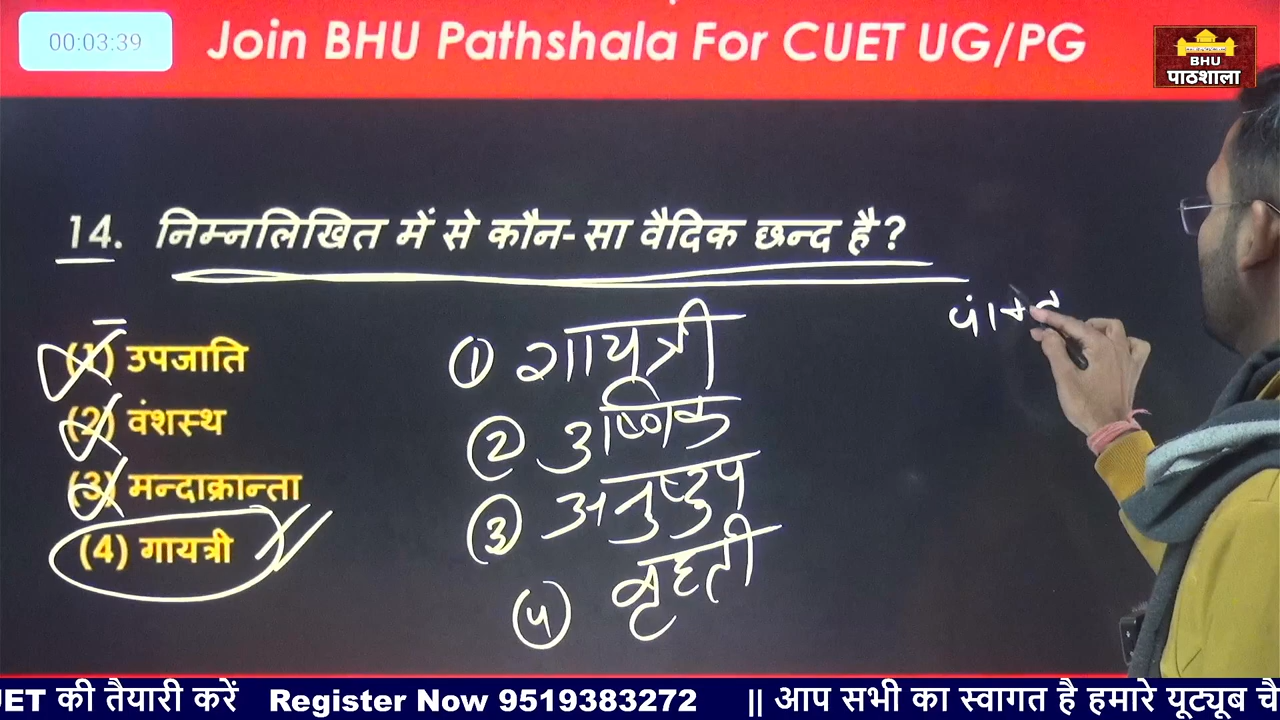 00:03:39
Join BHU Pathshala For CUET UG/PG
BHU
पाठशाला
14. निम्नलिखित में से कौन-सा वैदिक छन्द है?
(1) उपजाति
(2) वंशस्थ
(3) मन्दाक्रान्ता
(4) गायत्री
① गायत्री
② उष्णिक
③ अनुष्टुप
④ बृहती
UET की तैयारी करें Register Now 9519383272 || आप सभी का स्वागत है हमारे यूट्यूब चै